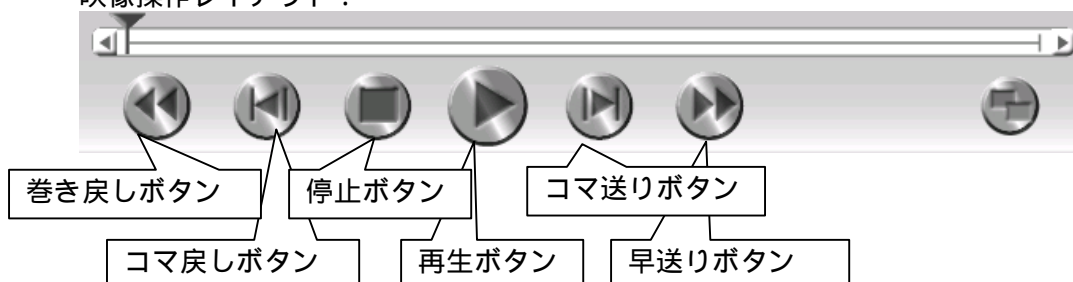 映像操作レイアウト:
巻き戻しボタン
停止ボタン
コマ送りボタン
コマ戻しボタン
再生ボタン
早送りボタン